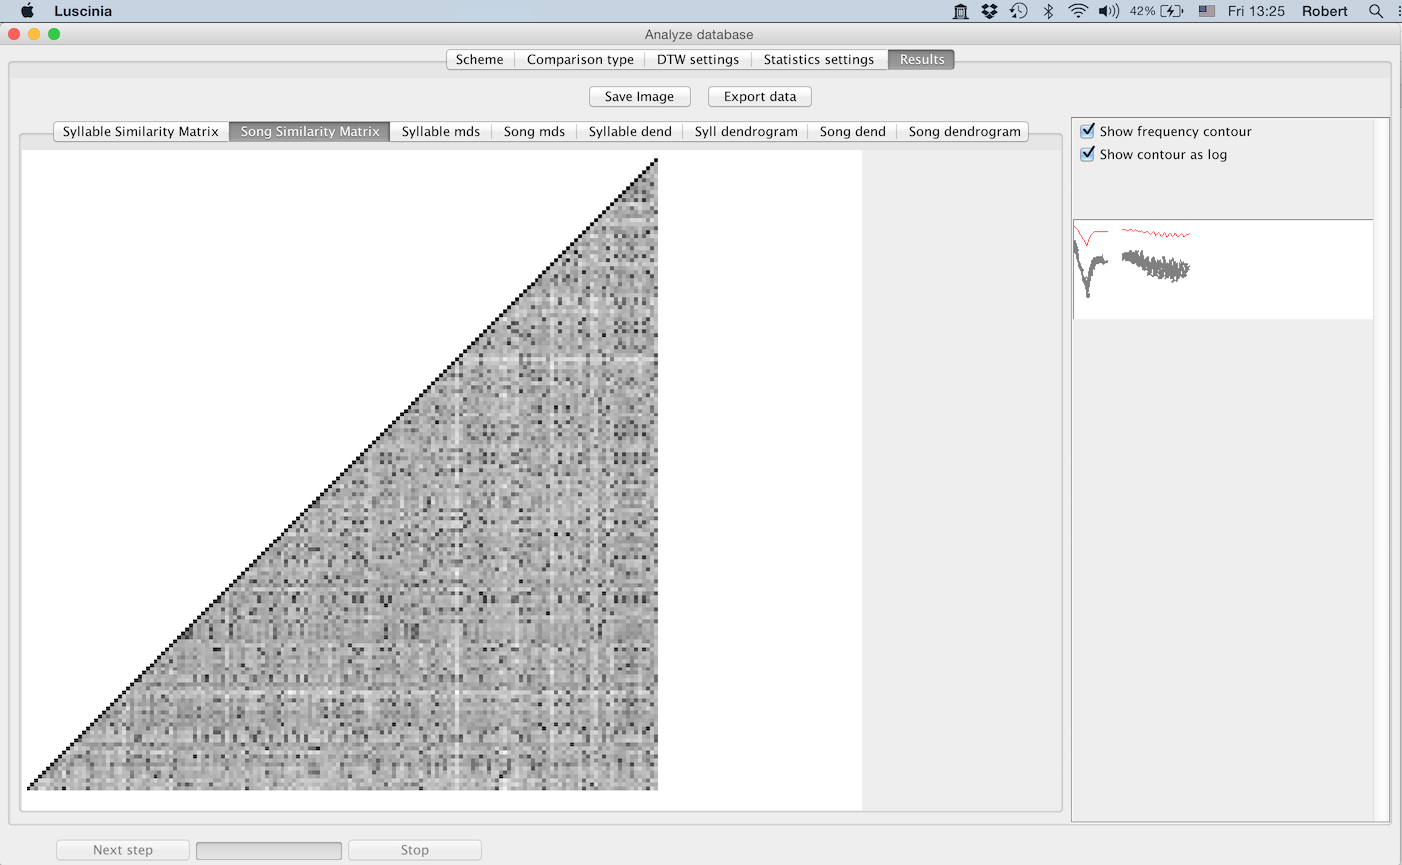 Luscinia 42% Fri 13:25 Robert
Analyze database
Scheme Comparison type DTW settings Statistics settings Results
Save Image Export data
Syllable Similarity Matrix Song Similarity Matrix Syllable mds Song mds Syllable dend Syll dendrogram Song dend Song dendrogram
Show frequency contour
Show contour as log
Next step Stop